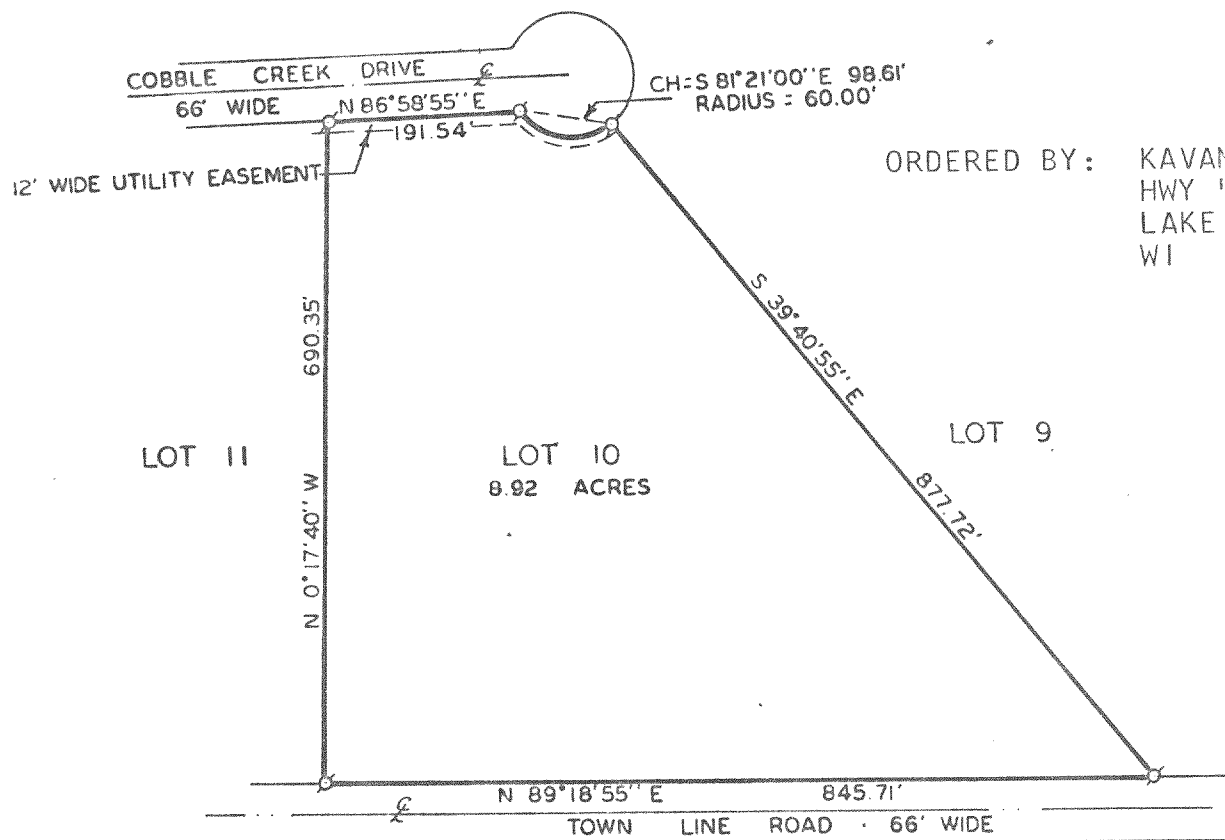 COBBLE CREEK DRIVE ℄
66' WIDE
N 86°58'55" E
191.54'
CH=S 81°21'00"E 98.61'
RADIUS = 60.00'
12' WIDE UTILITY EASEMENT
ORDERED BY:
HWY
LAKE
WI
690.35'
N 0°17'40" W
S 39°40'55" E
877.72'
LOT 11
LOT 10
8.92 ACRES
LOT 9
N 89°18'55" E 845.71'
℄
TOWN LINE ROAD · 66' WIDE